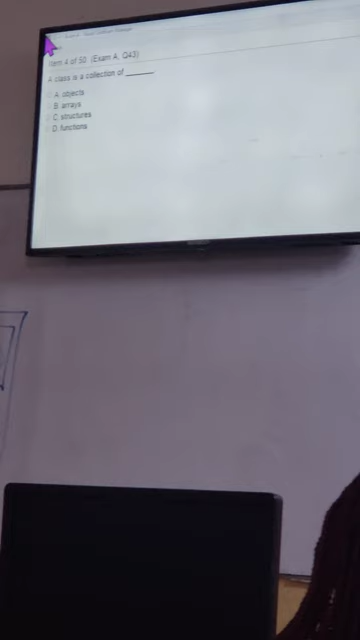 Item 4 of 50 (Exam A, Q43)
A class is a collection of ______
A. objects
B. arrays
C. structures
D. functions